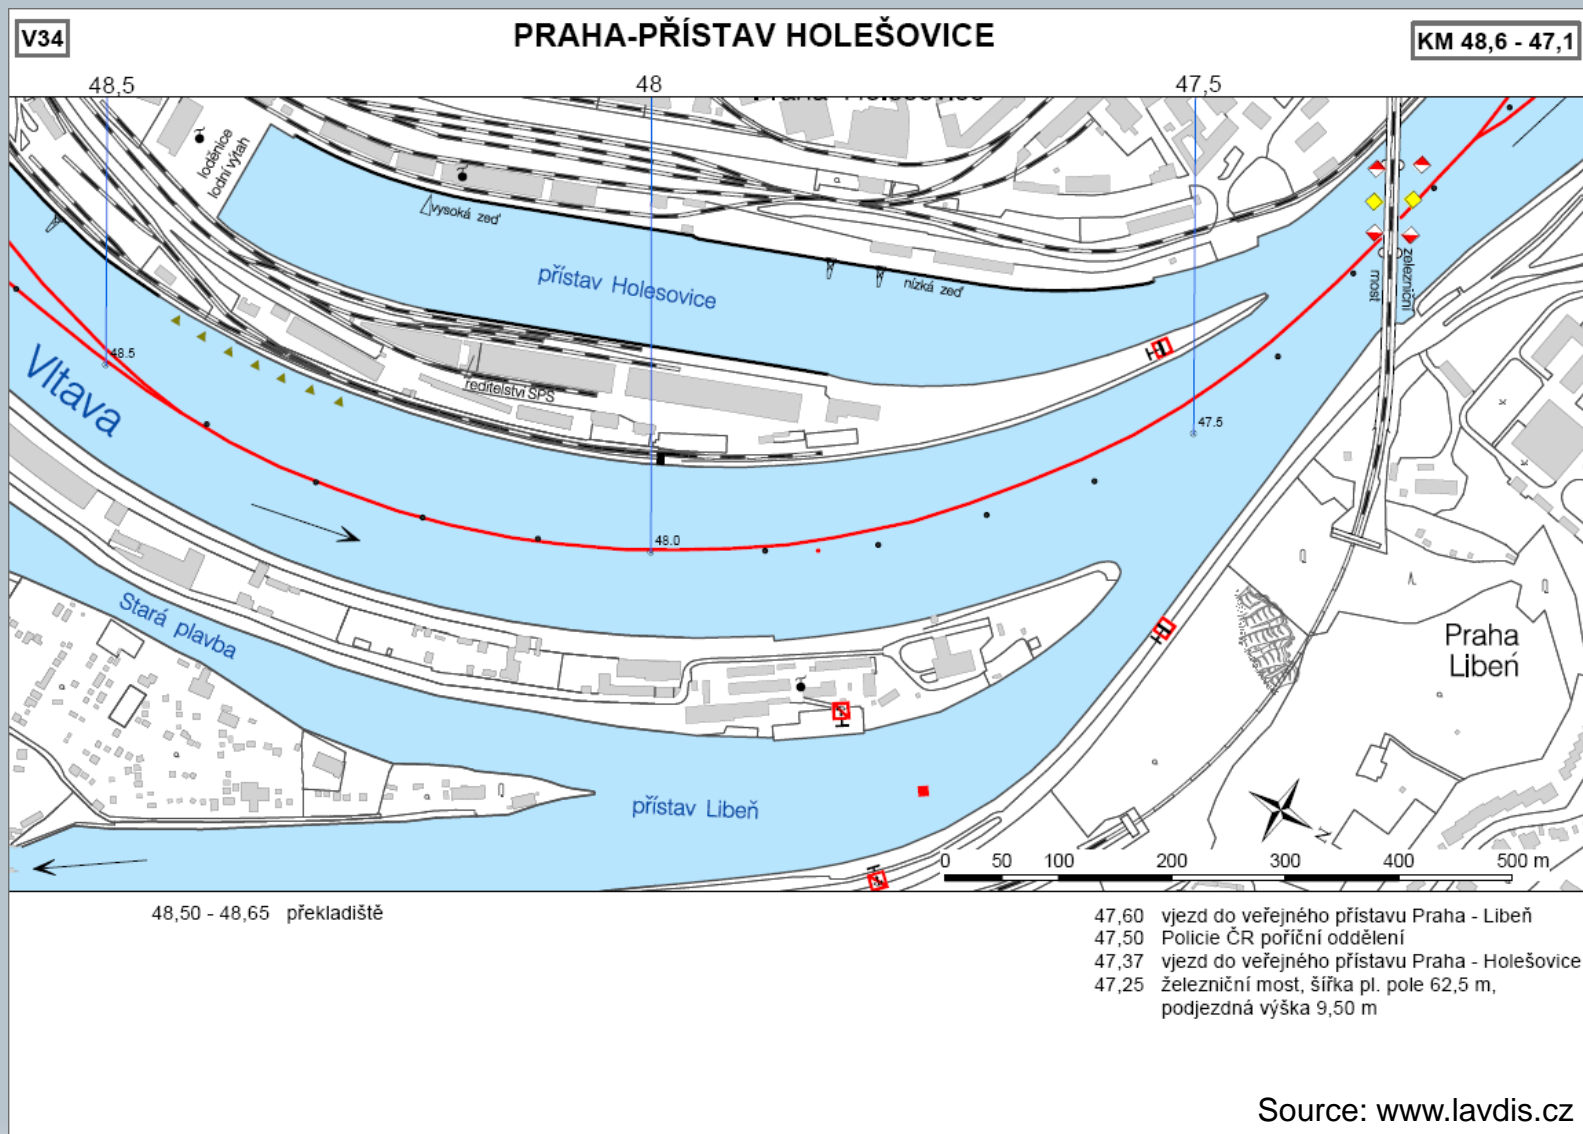 V34
PRAHA-PŘÍSTAV HOLEŠOVICE
KM 48,6 - 47,1
48,5
48
47,5
loděnice
lodní výtah
vysoká zeď
přístav Holesovice
nízká zeď
železniční
most
48.5
Vltava
ředitelství SPS
47.5
48.0
Stará plavba
Praha
Libeň
přístav Libeň
N
0 50 100 200 300 400 500 m
48,50 - 48,65 překladiště
47,60 vjezd do veřejného přístavu Praha - Libeň
47,50 Policie ČR poříční oddělení
47,37 vjezd do veřejného přístavu Praha - Holešovice
47,25 železniční most, šířka pl. pole 62,5 m,
podjezdná výška 9,50 m
Source: www.lavdis.cz